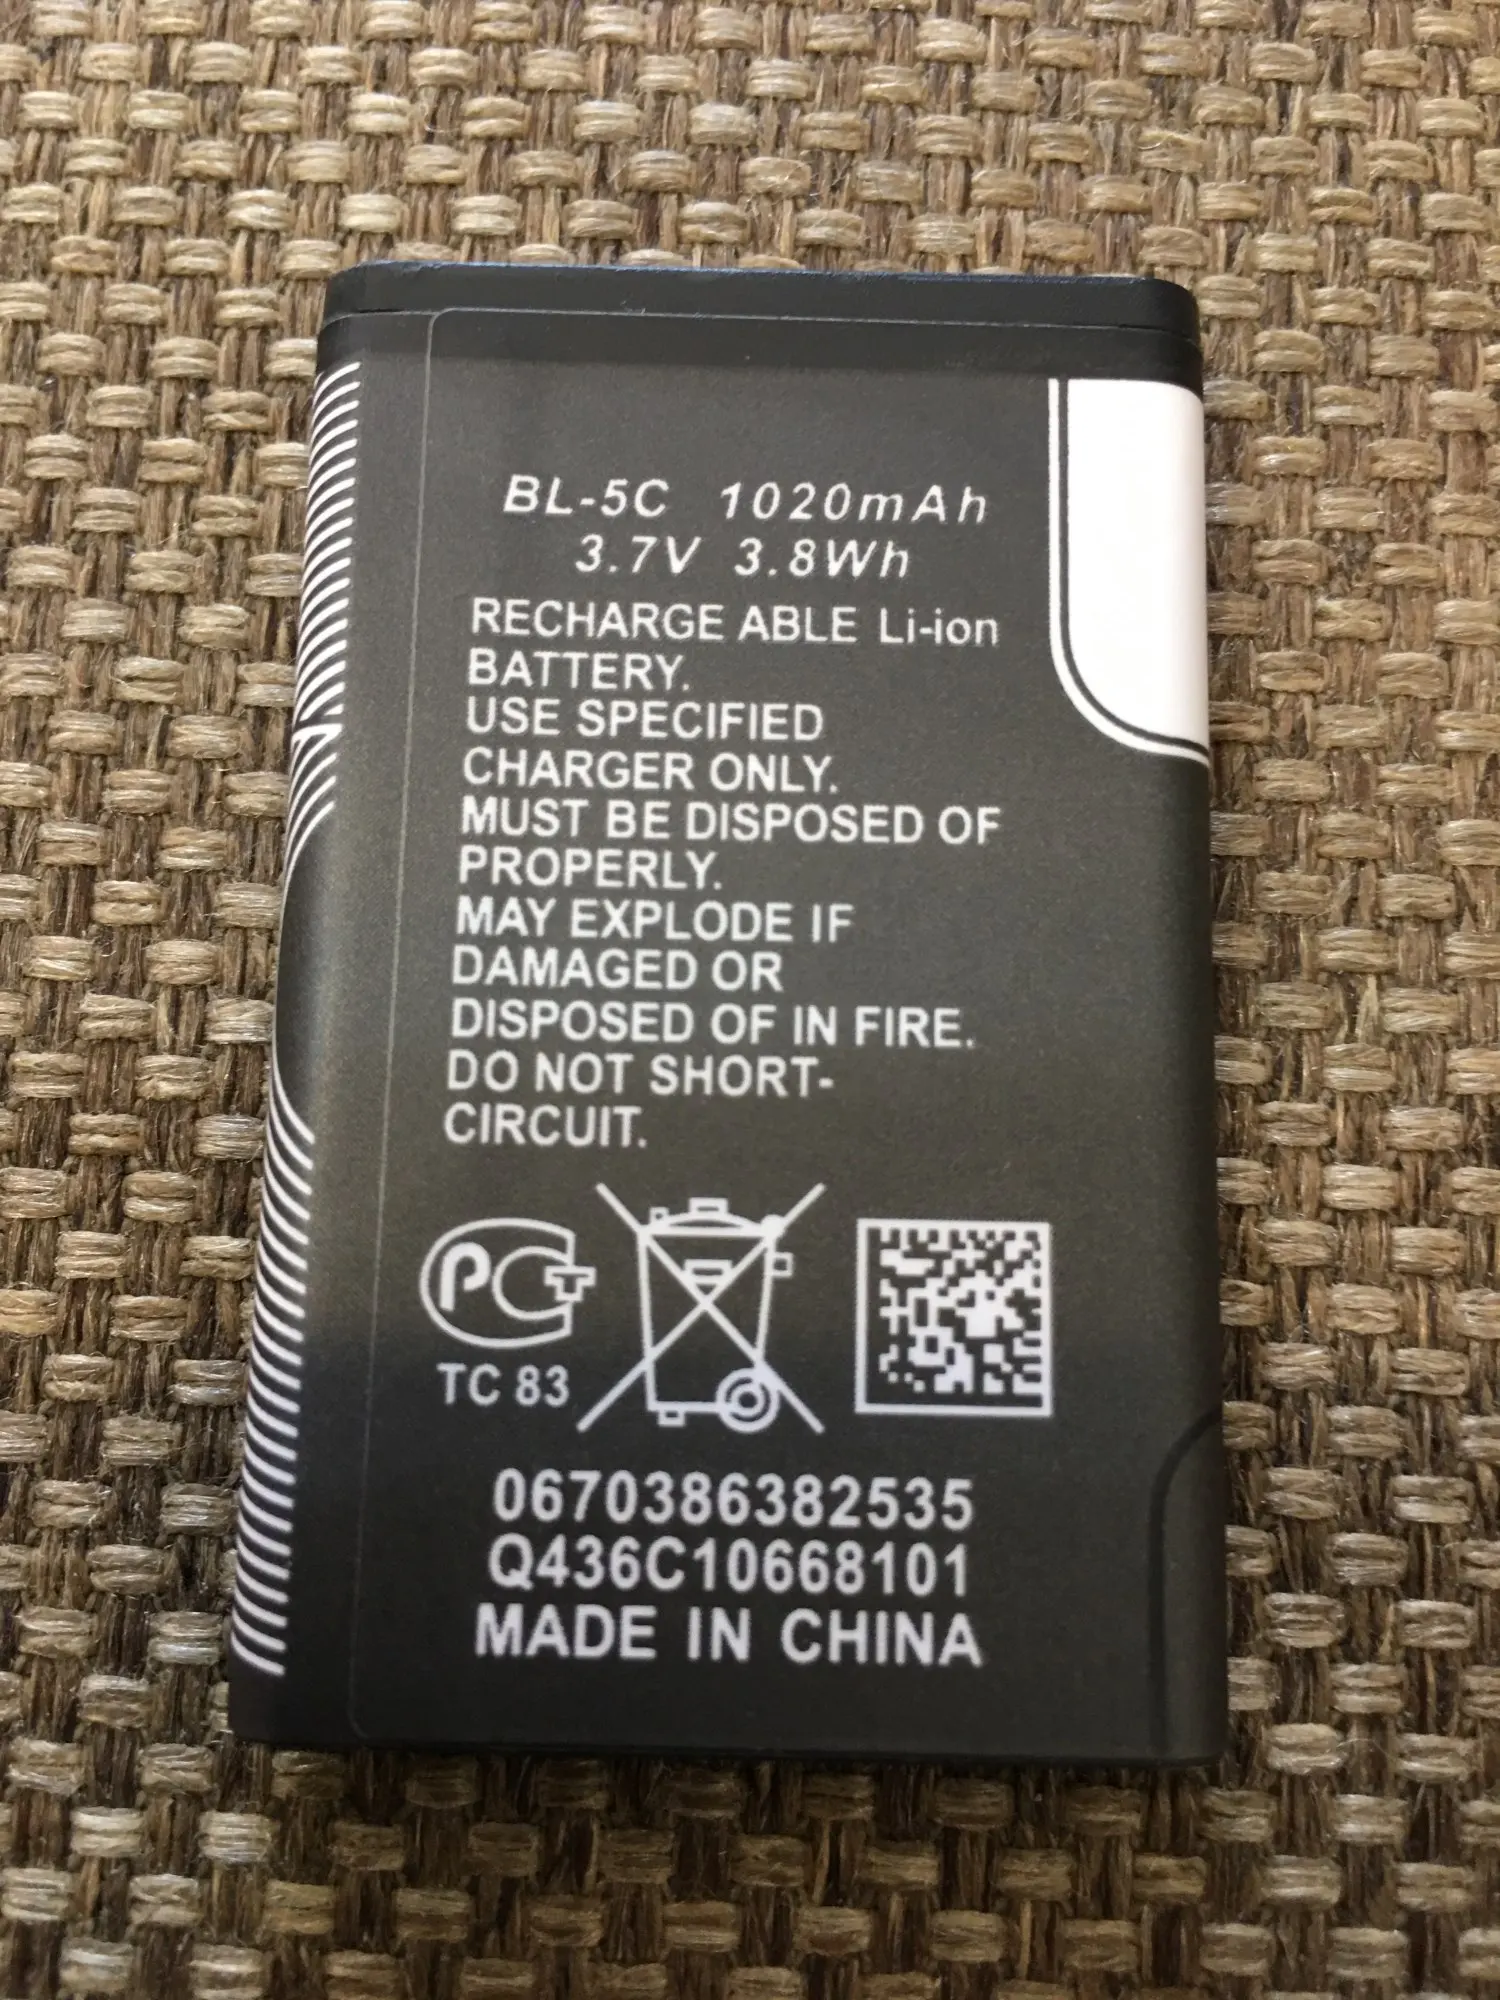 BL-5C 1020mAh
3.7V 3.8Wh
RECHARGE ABLE Li-ion
BATTERY.
USE SPECIFIED
CHARGER ONLY.
MUST BE DISPOSED OF
PROPERLY.
MAY EXPLODE IF
DAMAGED OR
DISPOSED OF IN FIRE.
DO NOT SHORT-
CIRCUIT.
PCT
TC 83
0670386382535
Q436C10668101
MADE IN CHINA